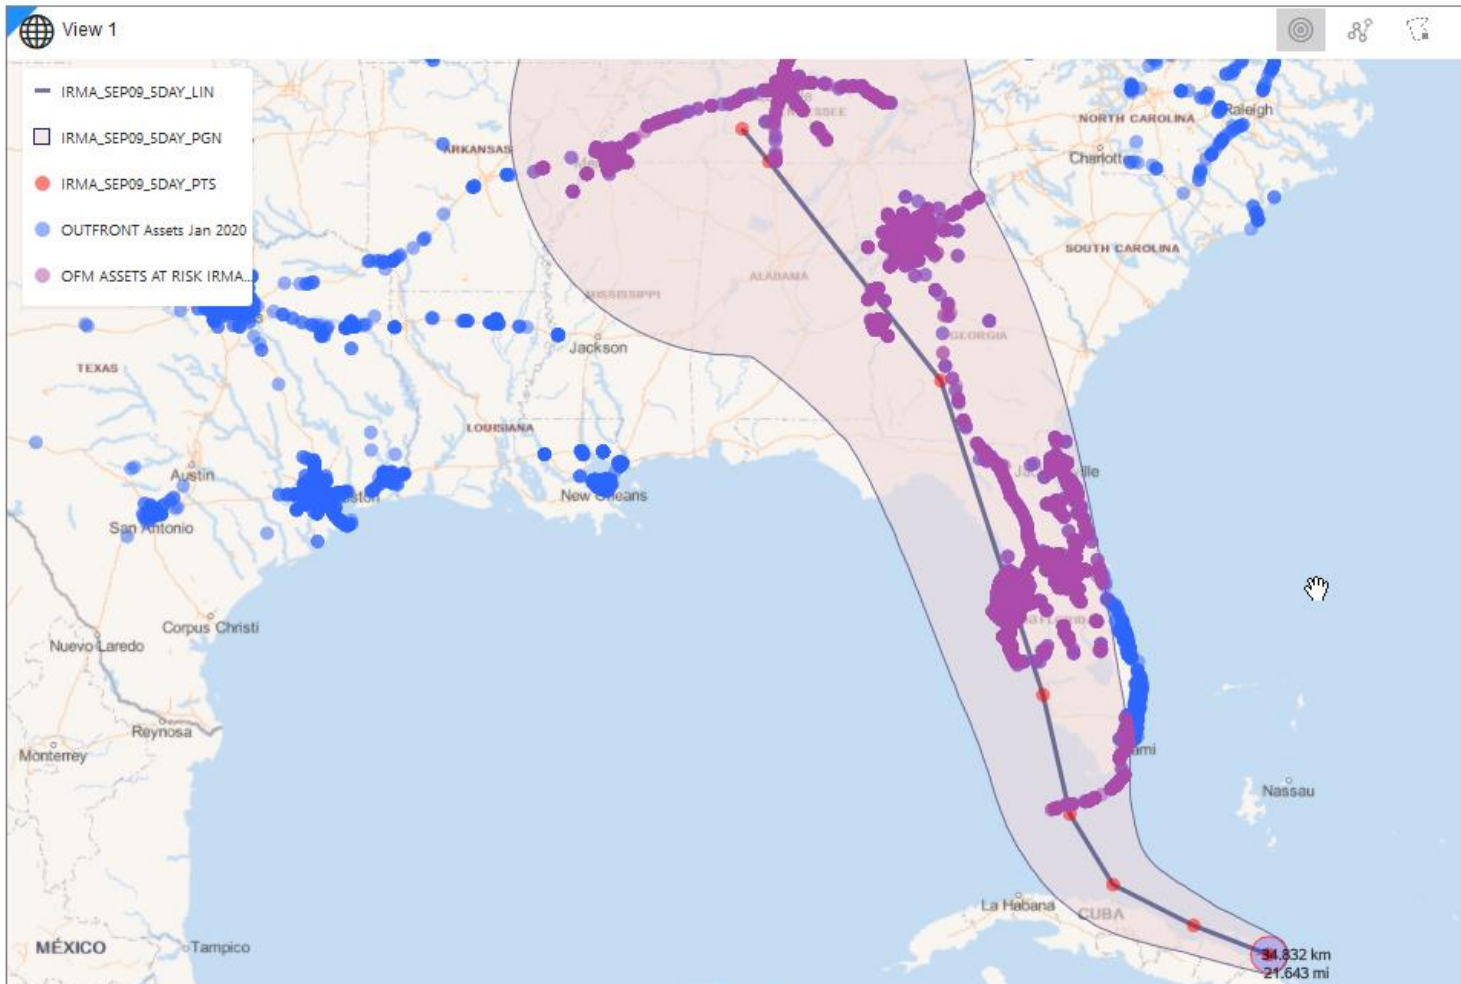 View 1
IRMA_SEP09_5DAY_LIN
IRMA_SEP09_5DAY_PGN
IRMA_SEP09_5DAY_PTS
OUTFRONT Assets Jan 2020
OFM ASSETS AT RISK IRMA...
ARKANSAS
NORTH CAROLINA
Raleigh
SOUTH CAROLINA
ALABAMA
MISSISSIPPI
GEORGIA
Jackson
TEXAS
LOUISIANA
Austin
San Antonio
New
Corpus Christi
Nuevo Laredo
Reynosa
Monterrey
Nassau
La Habana
CUBA
MÉXICO
Tampico
34.832 km
21.643 mi